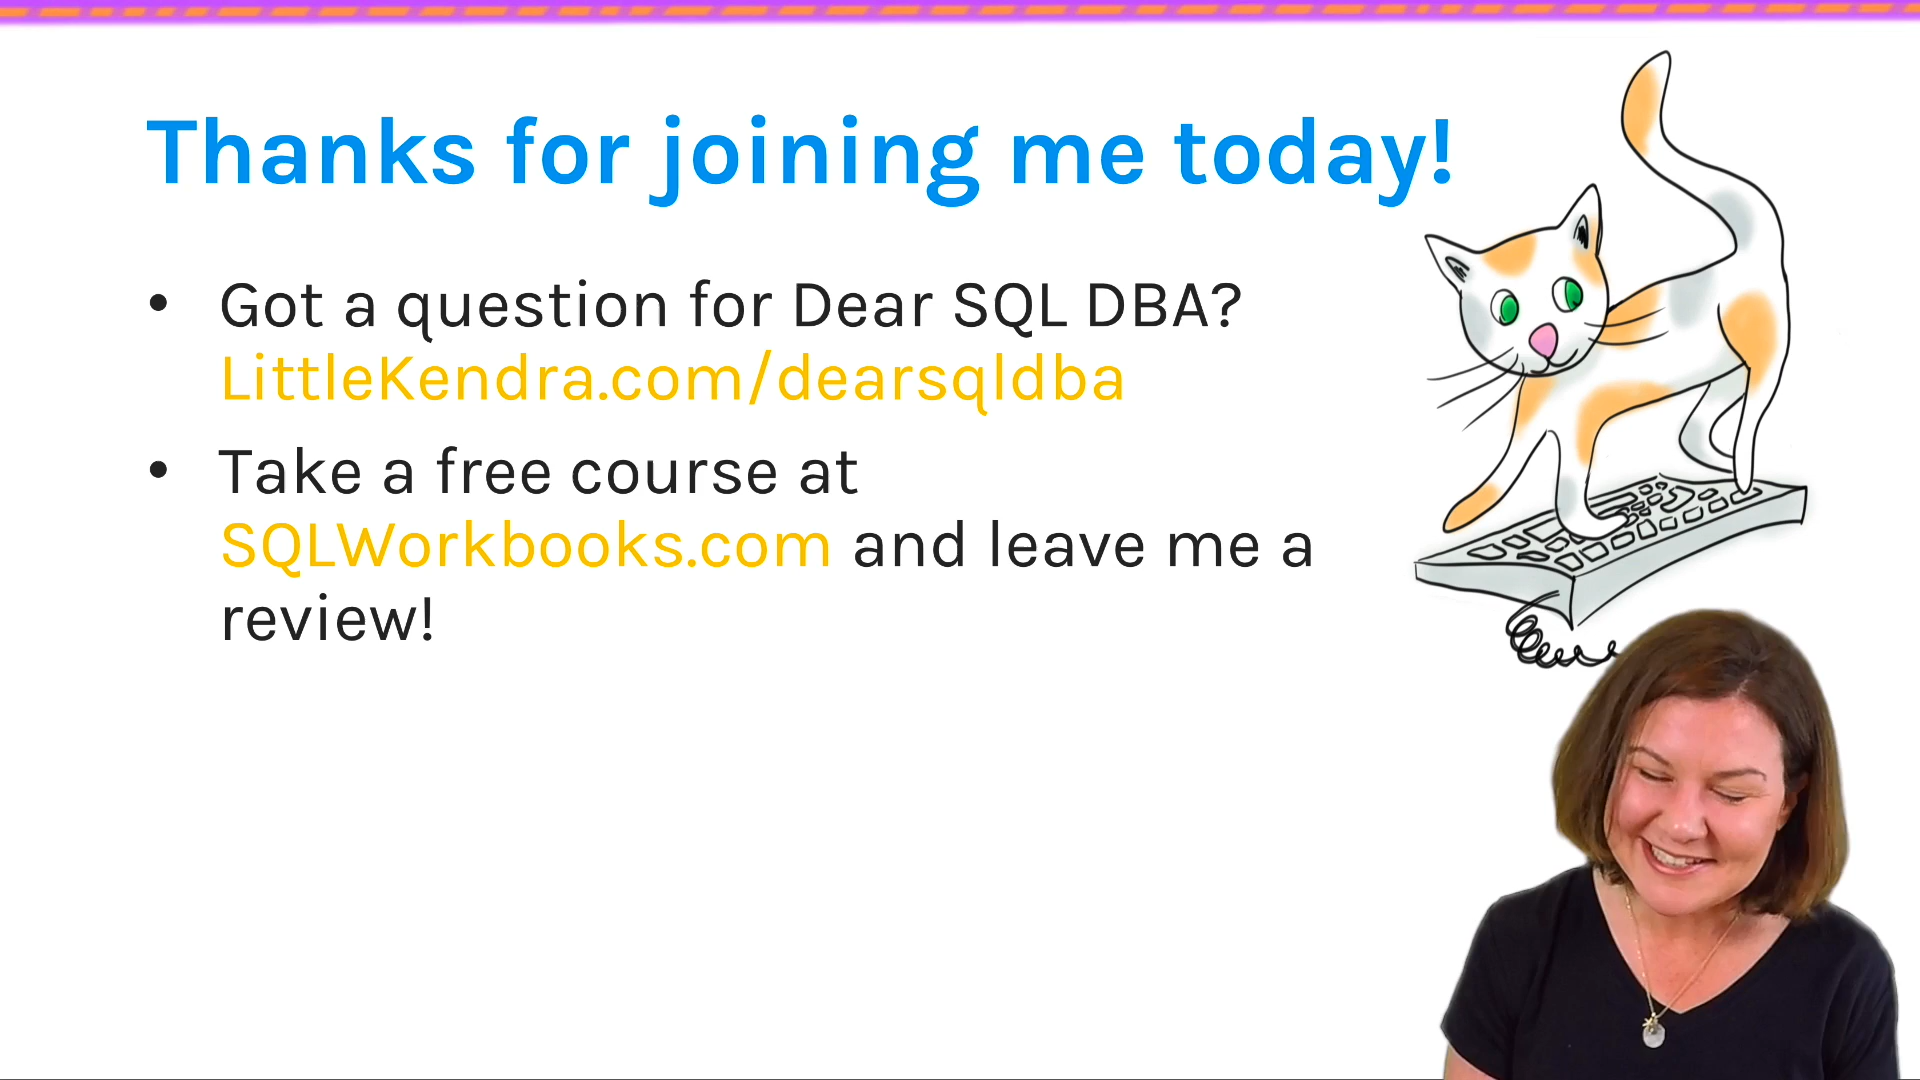 Thanks for joining me today!
• Got a question for Dear SQL DBA?
LittleKendra.com/dearsqldba
• Take a free course at
SQLWorkbooks.com and leave me a
review!